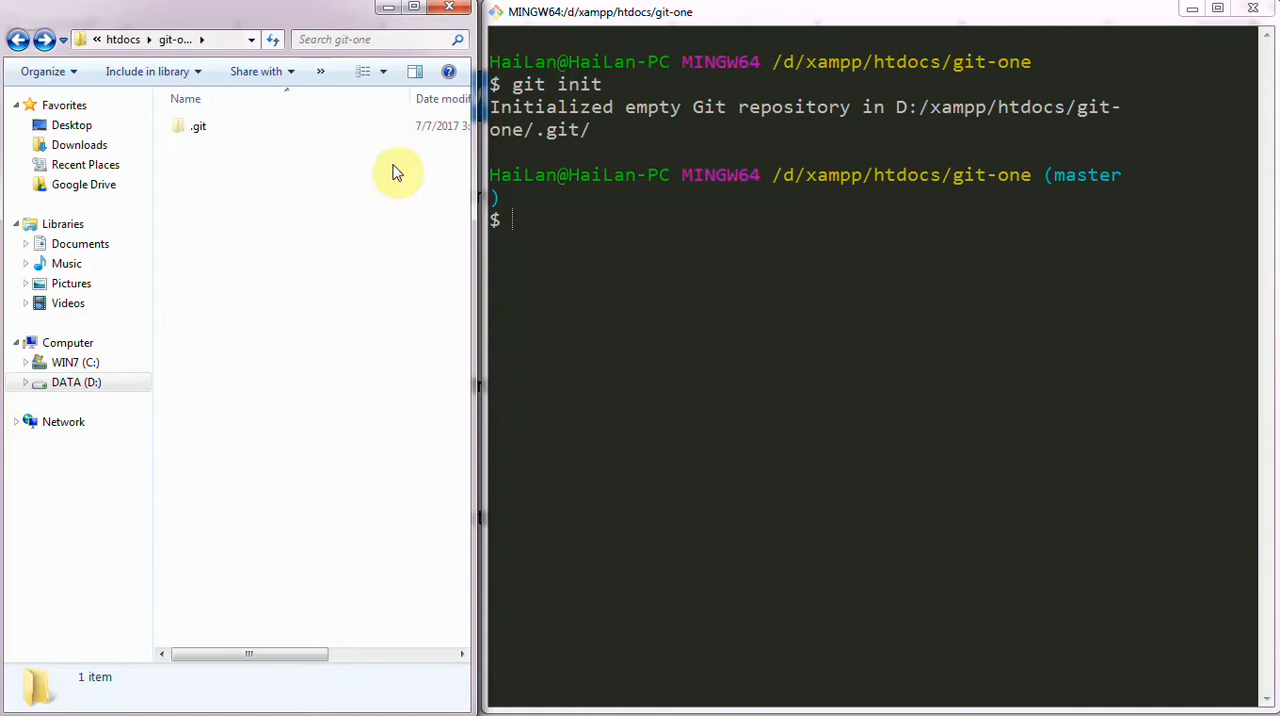 « htdocs ▸ git-o... ▸
Search git-one
Organize
Include in library
Share with
»
Favorites
Desktop
Downloads
Recent Places
Google Drive
Libraries
Documents
Music
Pictures
Videos
Computer
WIN7 (C:)
DATA (D:)
Network
Name
Date modif
.git
7/7/2017 3:
1 item
MINGW64:/d/xampp/htdocs/git-one
HaiLan@HaiLan-PC MINGW64 /d/xampp/htdocs/git-one
$ git init
Initialized empty Git repository in D:/xampp/htdocs/git-
one/.git/
HaiLan@HaiLan-PC MINGW64 /d/xampp/htdocs/git-one (master
)
$